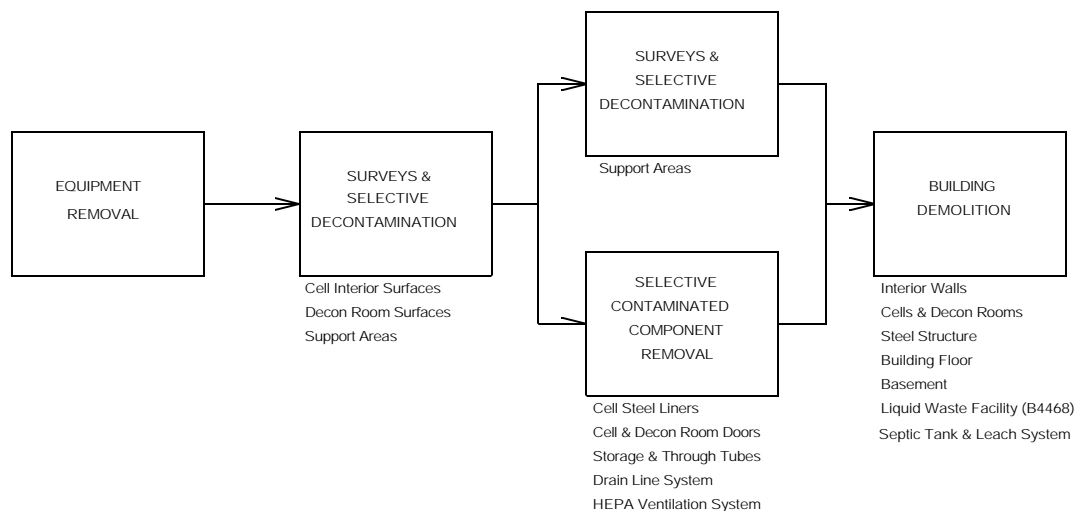 EQUIPMENT
REMOVAL
SURVEYS &
SELECTIVE
DECONTAMINATION
Cell Interior Surfaces
Decon Room Surfaces
Support Areas
SURVEYS &
SELECTIVE
DECONTAMINATION
Support Areas
SELECTIVE
CONTAMINATED
COMPONENT
REMOVAL
Cell Steel Liners
Cell & Decon Room Doors
Storage & Through Tubes
Drain Line System
HEPA Ventilation System
BUILDING
DEMOLITION
Interior Walls
Cells & Decon Rooms
Steel Structure
Building Floor
Basement
Liquid Waste Facility (B4468)
Septic Tank & Leach System